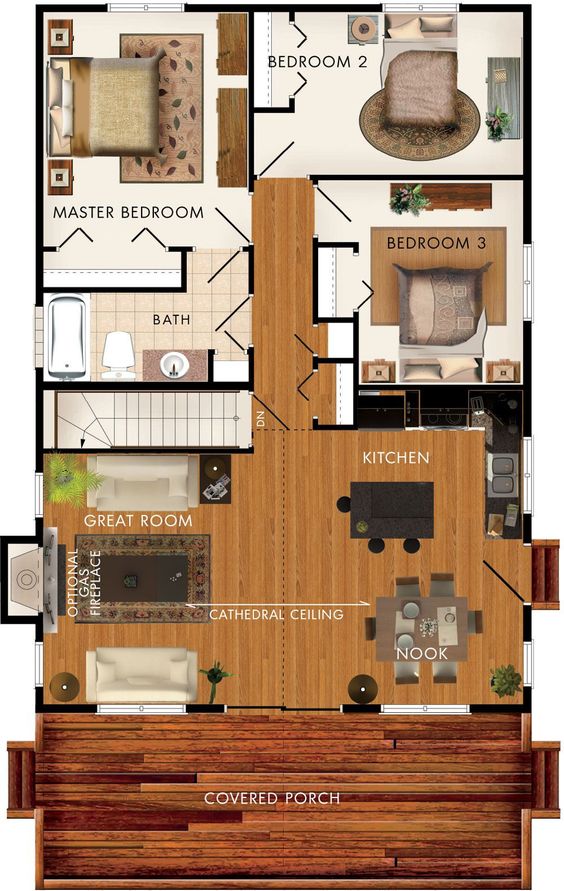 BEDROOM 2
MASTER BEDROOM
BEDROOM 3
BATH
DN
KITCHEN
GREAT ROOM
OPTIONAL
GAS
FIREPLACE
CATHEDRAL CEILING
NOOK
COVERED PORCH